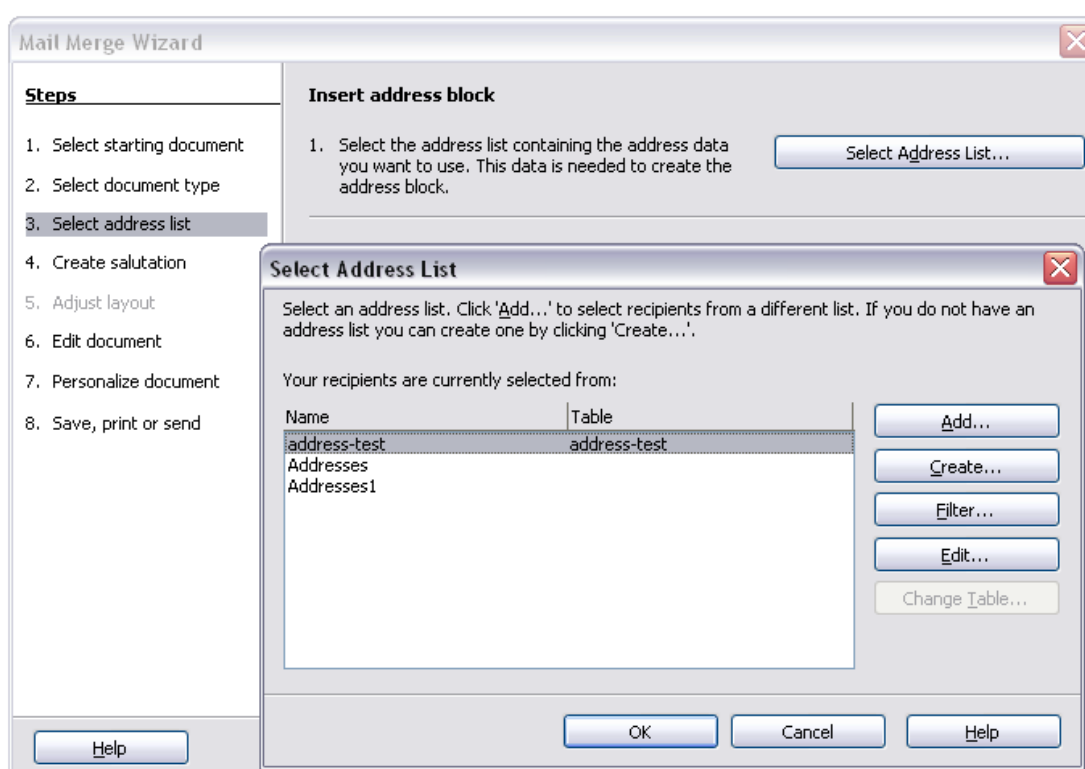 Mail Merge Wizard
Steps
1. Select starting document
2. Select document type
3. Select address list
4. Create salutation
5. Adjust layout
6. Edit document
7. Personalize document
8. Save, print or send
Help
Insert address block
1. Select the address list containing the address data
you want to use. This data is needed to create the
address block.
Select Address List...
Select Address List
Select an address list. Click 'Add...' to select recipients from a different list. If you do not have an
address list you can create one by clicking 'Create...'.
Your recipients are currently selected from:
Name Table
address-test address-test
Addresses
Addresses1
Add...
Create...
Filter...
Edit...
Change Table...
OK Cancel Help